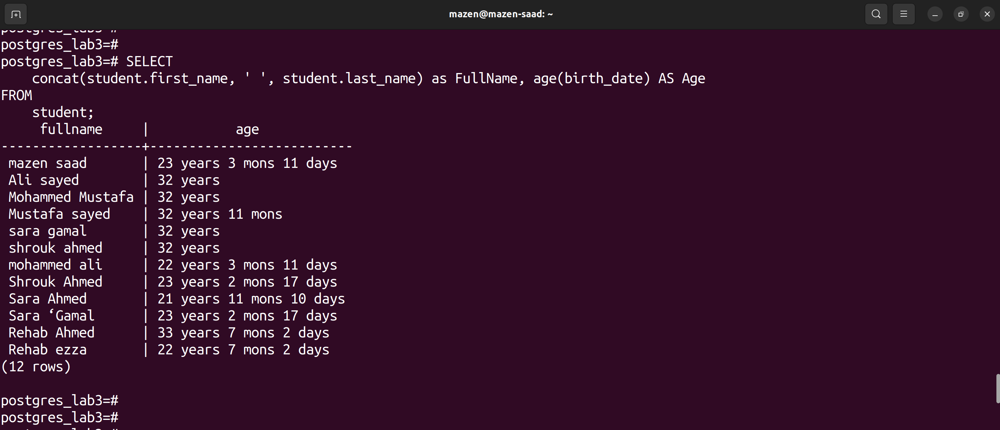 mazen@mazen-saad: ~
postgres_lab3=#
postgres_lab3=#
postgres_lab3=# SELECT
    concat(student.first_name, ' ', student.last_name) as FullName, age(birth_date) AS Age
FROM
    student;
     fullname     |           age
------------------+--------------------------
 mazen saad       | 23 years 3 mons 11 days
 Ali sayed        | 32 years
 Mohammed Mustafa | 32 years
 Mustafa sayed    | 32 years 11 mons
 sara gamal       | 32 years
 shrouk ahmed     | 32 years
 mohammed ali     | 22 years 3 mons 11 days
 Shrouk Ahmed     | 23 years 2 mons 17 days
 Sara Ahmed       | 21 years 11 mons 10 days
 Sara ‘Gamal      | 23 years 2 mons 17 days
 Rehab Ahmed      | 33 years 7 mons 2 days
 Rehab ezza       | 22 years 7 mons 2 days
(12 rows)

postgres_lab3=#
postgres_lab3=#